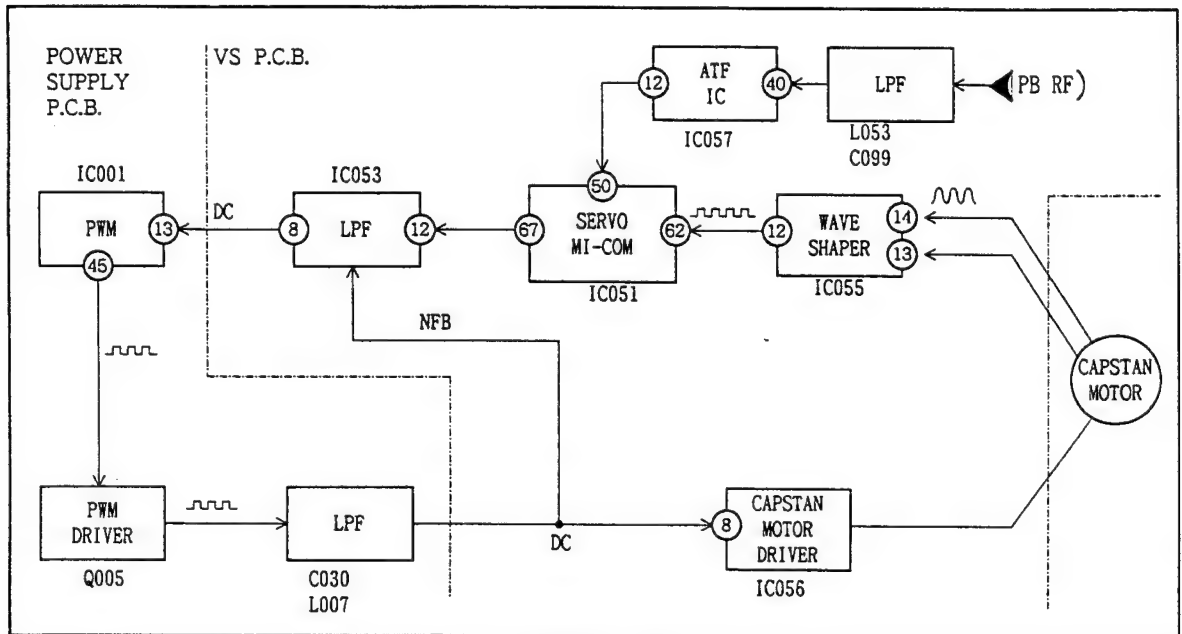 POWER
SUPPLY
P.C.B.
VS P.C.B.
12
ATF
IC
40
IC057
LPF
L053
C099
(PB RF)
IC001
PWM
13
45
DC
IC053
8
LPF
12
50
67
SERVO
MI-COM
62
IC051
12
WAVE
SHAPER
14
13
IC055
NFB
CAPSTAN
MOTOR
PWM
DRIVER
Q005
LPF
C030
L007
DC
8
CAPSTAN
MOTOR
DRIVER
IC056